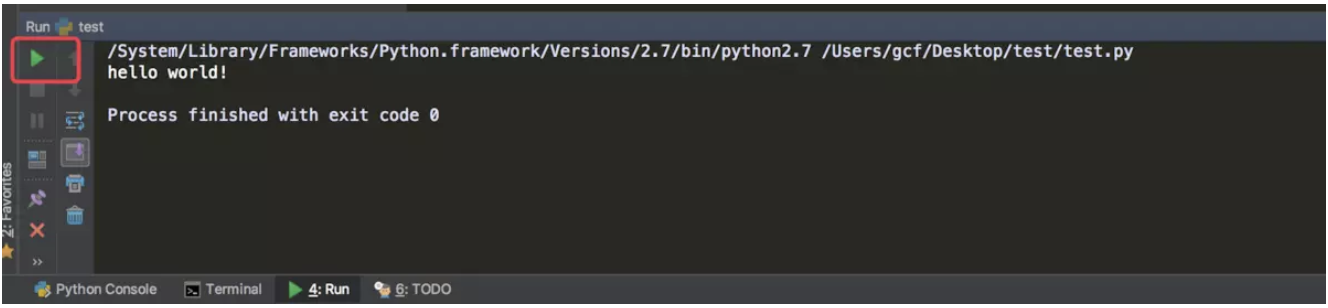 Run test
/System/Library/Frameworks/Python.framework/Versions/2.7/bin/python2.7 /Users/gcf/Desktop/test/test.py
hello world!
Process finished with exit code 0
2: Favorites
Python Console Terminal 4: Run 6: TODO